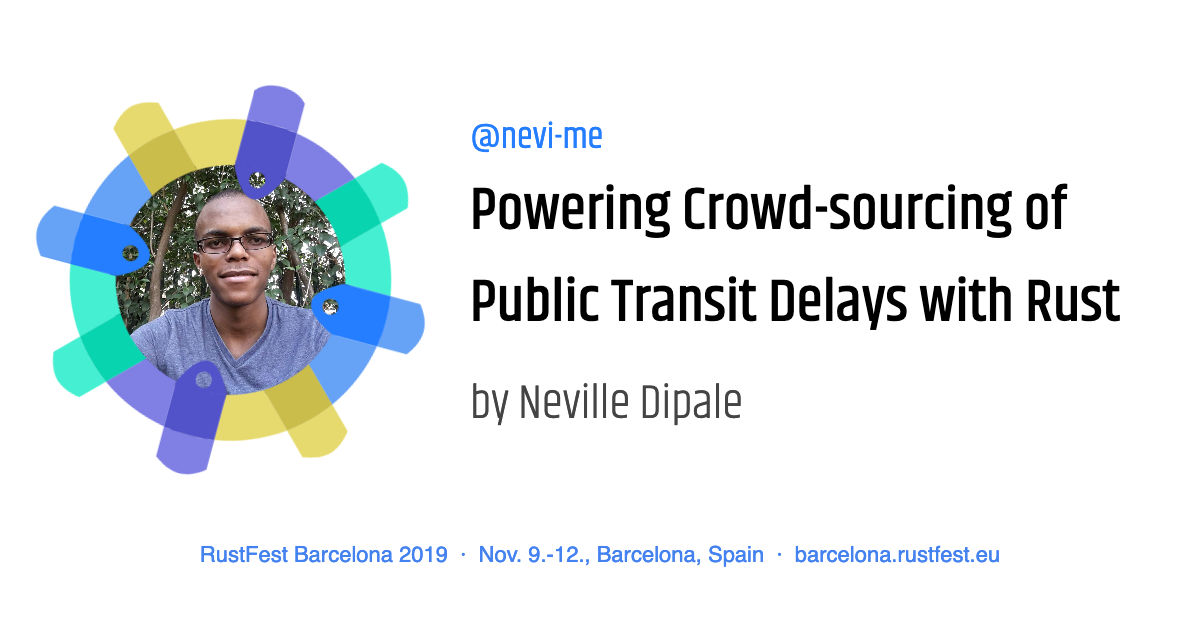 @nevi-me
Powering Crowd-sourcing of
Public Transit Delays with Rust
by Neville Dipale
RustFest Barcelona 2019 · Nov. 9.-12., Barcelona, Spain · barcelona.rustfest.eu